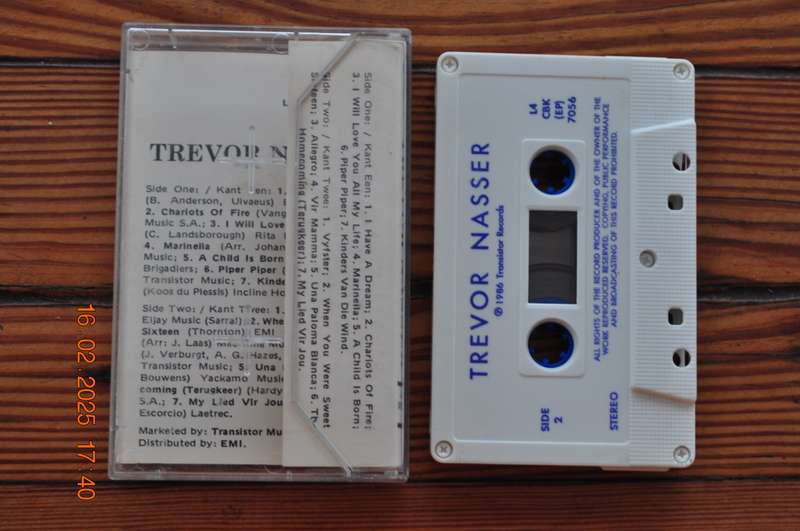 L
TREVOR N
Side One: / Kant Een: 1.
(B. Anderson, Ulvaeus)
2. Chariots Of Fire (Vang
Music S.A.; 3. I Will Love
(C. Landsborough) Rita
4. Marinella (Arr. Johan
Music; 5. A Child Is Born
Brigadiers; 6. Piper Piper (
Transistor Music; 7. Kinde
(Koos du Plessis) Incline Ho
Side Two: / Kant Twee: 1.
Eljay Music (Sarral); 2. Whe
Sixteen (Thornton) EMI
(Arr: J. Laas)
(J. Verburgt, A. G. Hazes,
Transistor Music; 5. Una
Bouwens) Yackamo Music
coming (Terugkeer) (Hardy
S.A.; 7. My Lied Vir Jou
Escorcio) Laetrec.
Marketed by: Transistor Mu
Distributed by: EMI.
Side One: / Kant Een: 1. I Have A Dream; 2. Chariots Of Fire;
3. I Will Love You All My Life; 4. Marinella; 5. A Child Is Born;
6. Piper Piper; 7. Kinders Van Die Wind.
Side Two: / Kant Twee: 1. Vyfster; 2. When You Were Sweet
Sixteen; 3. Allegro; 4. Vir Mamma; 5. Una Paloma Blanca; 6. Th
Homecoming (Terugkeer); 7. My Lied Vir Jou.
TREVOR NASSER
℗ 1986 Transistor Records
L4
CBK
(EP)
7056
SIDE
2
ALL RIGHTS OF THE RECORD PRODUCER AND OF THE OWNER OF THE
WORK REPRODUCED RESERVED. COPYING, PUBLIC PERFORMANCE
AND BROADCASTING OF THIS RECORD PROHIBITED.
STEREO
16.02.2025 17:40